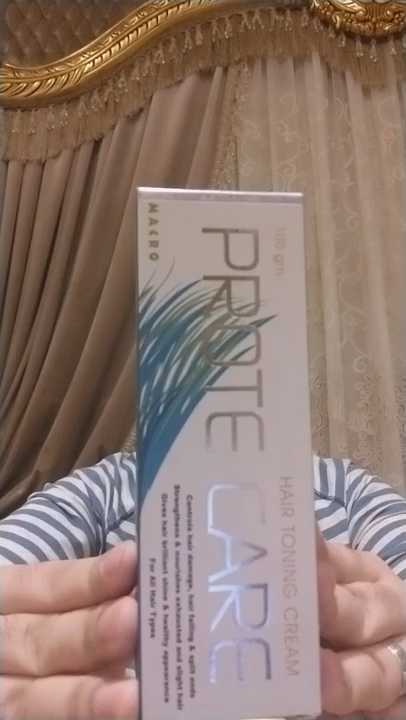 MACRO
100 gm
PROTE CARE
HAIR TONING CREAM
Controls hair damage, hair falling & split ends
Strengthens & nourishes exhausted and slight hair
Gives hair brilliant shine & healthy appearance
For All Hair Types